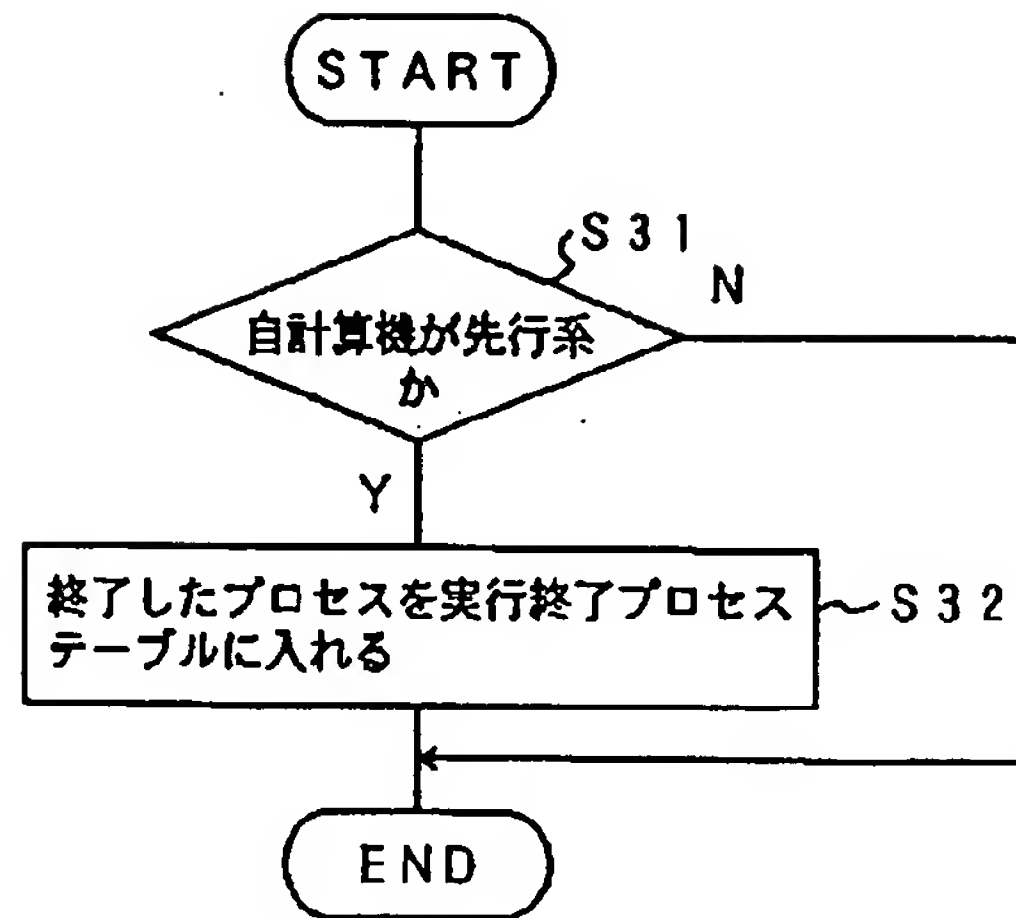 START
S31
N
自計算機が先行系
か
Y
終了したプロセスを実行終了プロセス
テーブルに入れる
S32
END